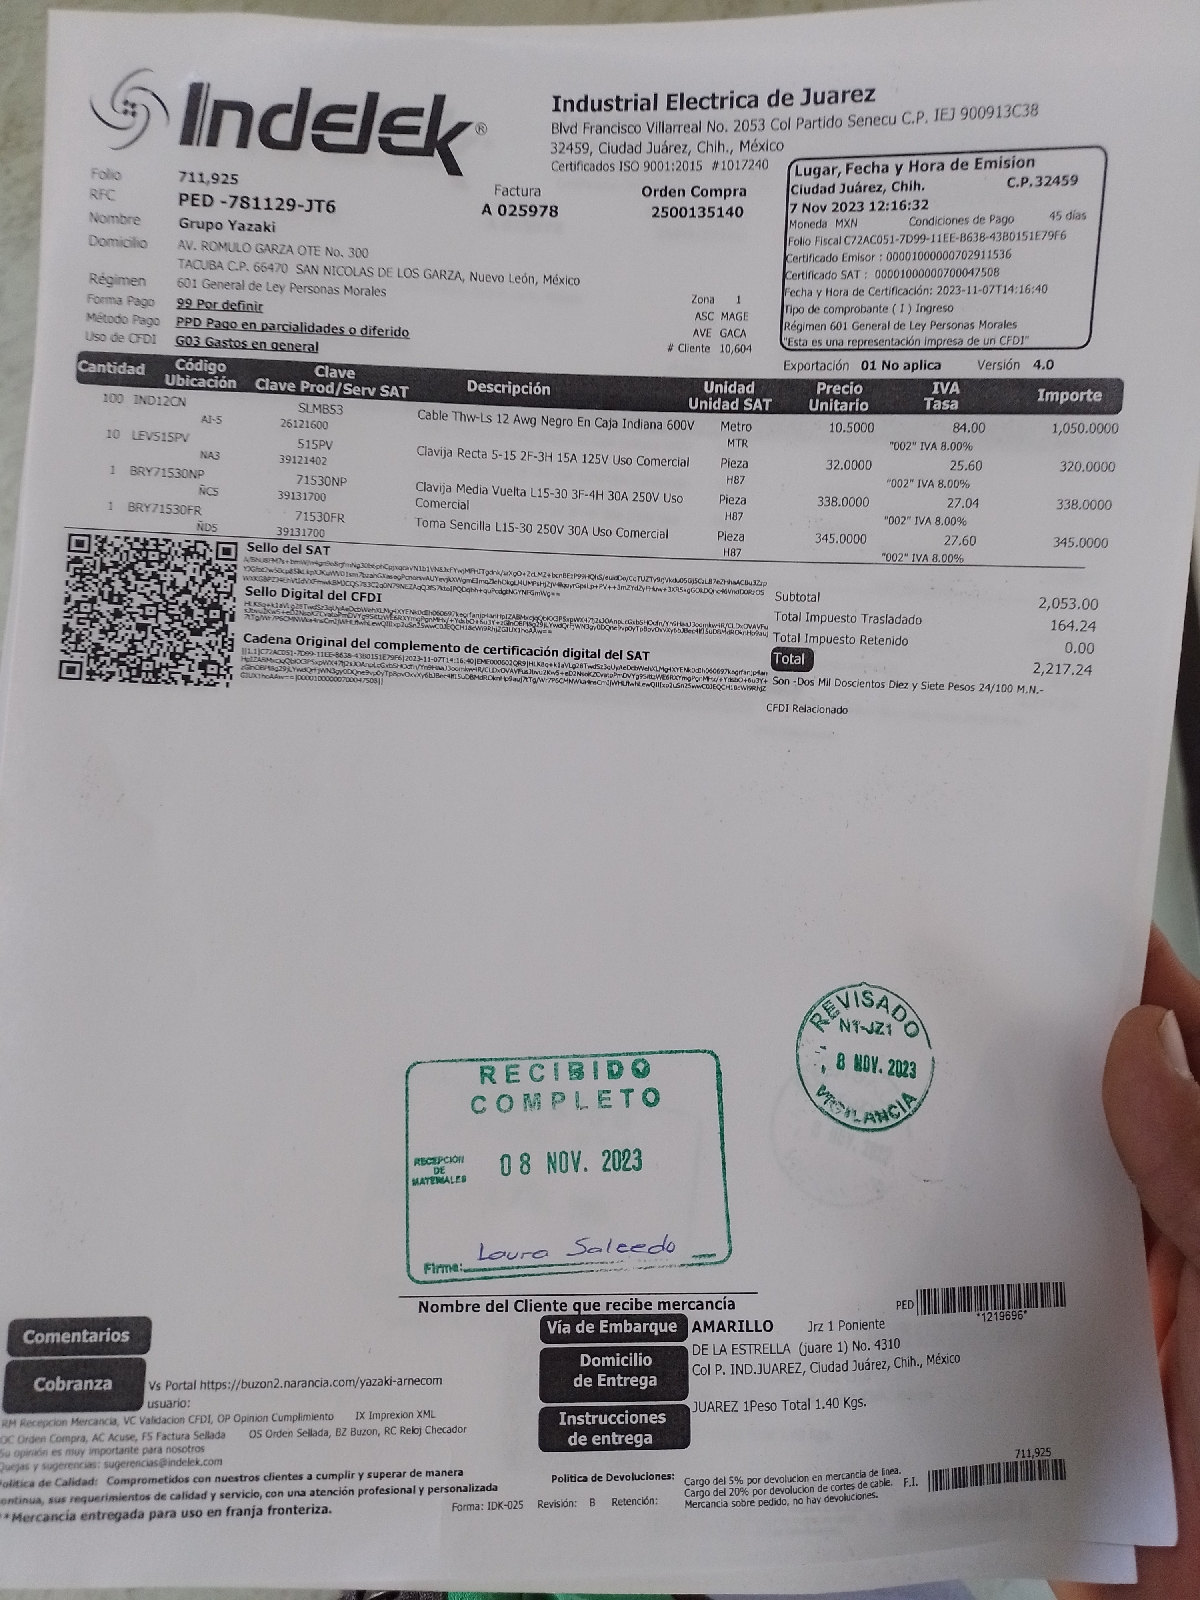 Indelek®
Industrial Electrica de Juarez
Blvd Francisco Villarreal No. 2053 Col Partido Senecu C.P. IEJ 900913C38
32459, Ciudad Juárez, Chih., México
Certificados ISO 9001:2015 #1017240
Folio 711,925
RFC PED -781129-JT6
Nombre Grupo Yazaki
Domicilio AV. ROMULO GARZA OTE No. 300
TACUBA C.P. 66470 SAN NICOLAS DE LOS GARZA, Nuevo León, México
Régimen 601 General de Ley Personas Morales
Forma Pago 99 Por definir
Método Pago PPD Pago en parcialidades o diferido
Uso de CFDI G03 Gastos en general
Factura
A 025978
Orden Compra
2500135140
Zona 1
ASC MAGE
AVE GACA
# Cliente 10,604
Lugar, Fecha y Hora de Emision
Ciudad Juárez, Chih. C.P.32459
7 Nov 2023 12:16:32
Moneda MXN Condiciones de Pago 45 días
Folio Fiscal C72AC051-7D99-11EE-8638-43B0151E79F6
Certificado Emisor : 00001000000702911536
Certificado SAT : 00001000000700047508
Fecha y Hora de Certificación: 2023-11-07T14:16:40
Tipo de comprobante ( I ) Ingreso
Régimen 601 General de Ley Personas Morales
"Esta es una representación impresa de un CFDI"
Exportación 01 No aplica Versión 4.0
Cantidad Código Ubicación Clave Clave Prod/Serv SAT Descripción Unidad Unidad SAT Precio Unitario IVA Tasa Importe
100 IND12CN SLMB53 Cable Thw-Ls 12 Awg Negro En Caja Indiana 600V Metro 10.5000 84.00 1,050.0000
AI-5 26121600 MTR "002" IVA 8.00%
10 LEV515PV 515PV Clavija Recta 5-15 2F-3H 15A 125V Uso Comercial Pieza 32.0000 25.60 320.0000
NA3 39121402 H87 "002" IVA 8.00%
1 BRY71530NP 71530NP Clavija Media Vuelta L15-30 3F-4H 30A 250V Uso Comercial Pieza 338.0000 27.04 338.0000
ÑC5 39131700 H87 "002" IVA 8.00%
1 BRY71530FR 71530FR Toma Sencilla L15-30 250V 30A Uso Comercial Pieza 345.0000 27.60 345.0000
ÑD5 39131700 H87 "002" IVA 8.00%
Sello del SAT
Sello Digital del CFDI
Cadena Original del complemento de certificación digital del SAT
Subtotal 2,053.00
Total Impuesto Trasladado 164.24
Total Impuesto Retenido 0.00
Total 2,217.24
Son -Dos Mil Doscientos Diez y Siete Pesos 24/100 M.N.-
CFDI Relacionado
REVISADO
N1-JZ1
8 NOV. 2023
VIGILANCIA
RECIBIDO
COMPLETO
RECEPCION
DE
MATERIALES
08 NOV. 2023
Laura Salcedo
Firma:
Nombre del Cliente que recibe mercancía
PED *1219696*
Comentarios
Cobranza
Vs Portal https://buzon2.narancia.com/yazaki-arnecom
usuario:
Vía de Embarque AMARILLO Jrz 1 Poniente
Domicilio de Entrega
DE LA ESTRELLA (juare 1) No. 4310
Col P. IND.JUAREZ, Ciudad Juárez, Chih., México
Instrucciones de entrega
JUAREZ 1Peso Total 1.40 Kgs.
RM Recepcion Mercancia, VC Validacion CFDI, OP Opinion Cumplimiento IX Imprexion XML
OC Orden Compra, AC Acuse, FS Factura Sellada OS Orden Sellada, BZ Buzon, RC Reloj Checador
Su opinión es muy importante para nosotros
Quejas y sugerencias: sugerencias@indelek.com
Politica de Calidad: Comprometidos con nuestros clientes a cumplir y superar de manera
continua, sus requerimientos de calidad y servicio, con una atención profesional y personalizada
**Mercancía entregada para uso en franja fronteriza.
Forma: IDK-025 Revisión: B Retención:
Politica de Devoluciones:
Cargo del 5% por devolucion en mercancia de linea.
Cargo del 20% por devolucion de cortes de cable.
Mercancia sobre pedido, no hay devoluciones.
711,925
F.I.